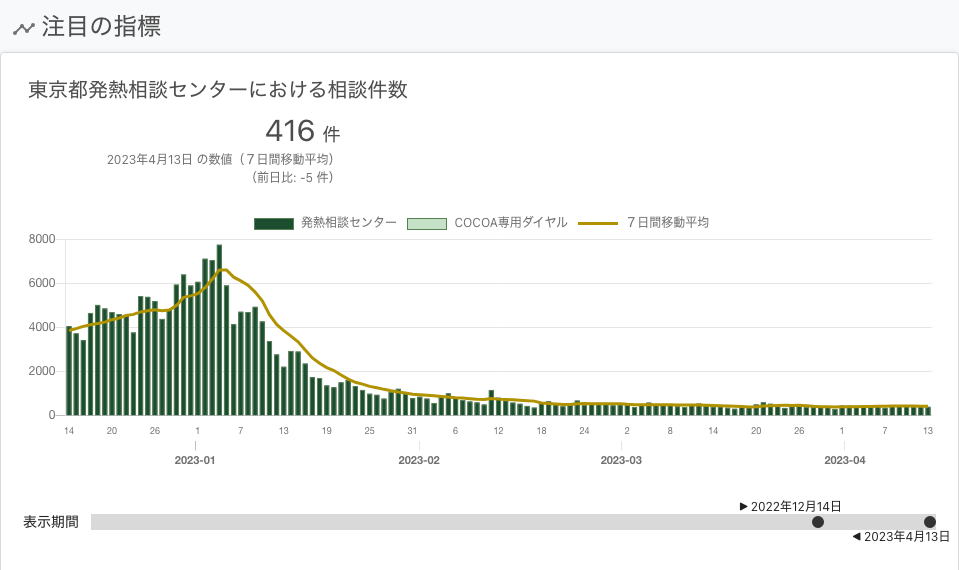 注目の指標
東京都発熱相談センターにおける相談件数
416 件
2023年4月13日 の数値（７日間移動平均）
（前日比: -5 件）
発熱相談センター COCOA専用ダイヤル ７日間移動平均
8000
6000
4000
2000
0
14 20 26 1 7 13 19 25 31 6 12 18 24 2 8 14 20 26 1 7 13
2023-01 2023-02 2023-03 2023-04
▶ 2022年12月14日
表示期間
◀ 2023年4月13日